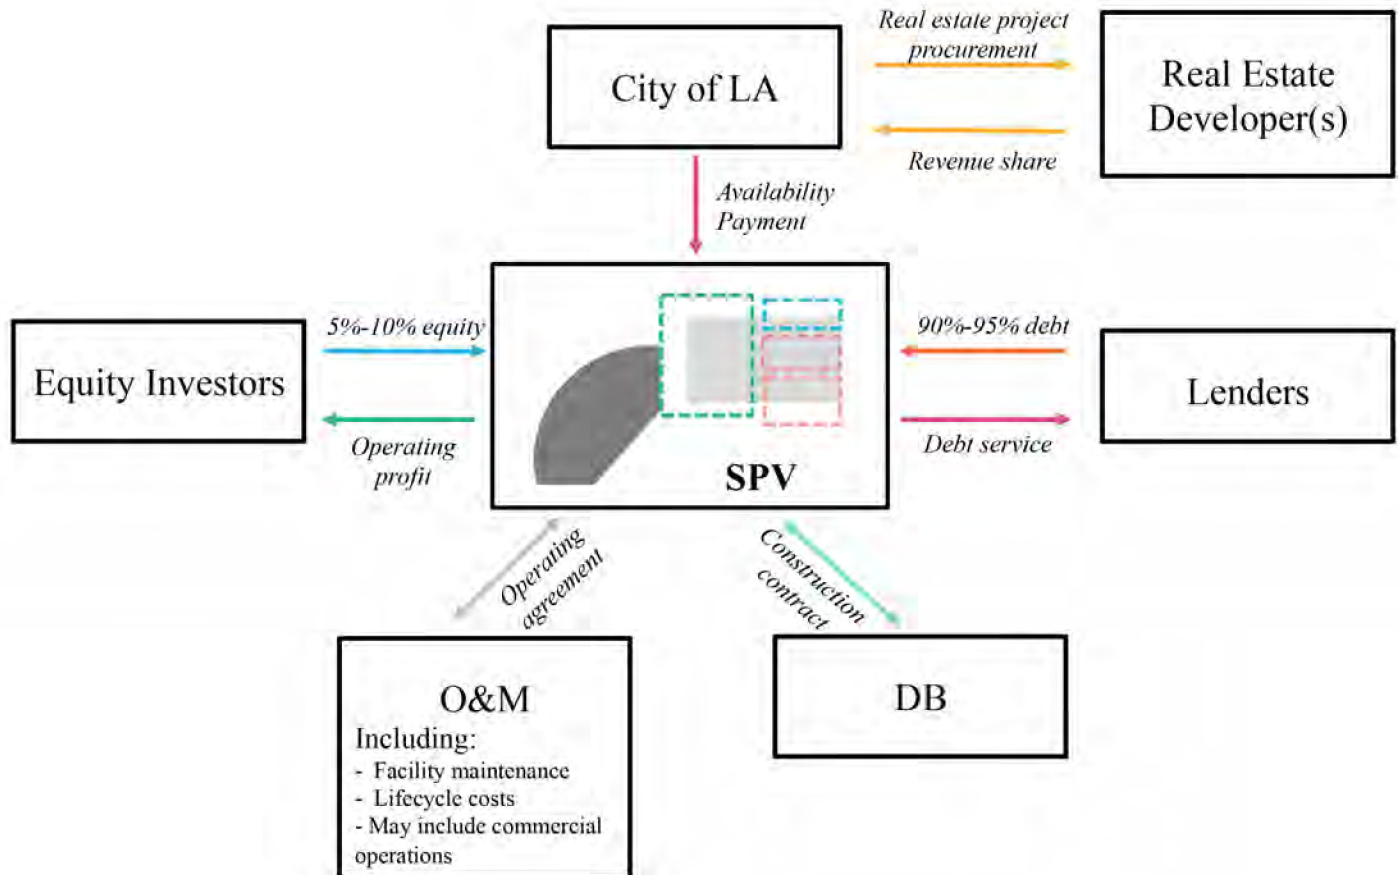 City of LA
Real estate project
procurement
Revenue share
Real Estate
Developer(s)
Availability
Payment
Equity Investors
5%-10% equity
Operating
profit
SPV
90%-95% debt
Debt service
Lenders
Operating
agreement
Construction
contract
O&M
Including:
- Facility maintenance
- Lifecycle costs
- May include commercial
operations
DB